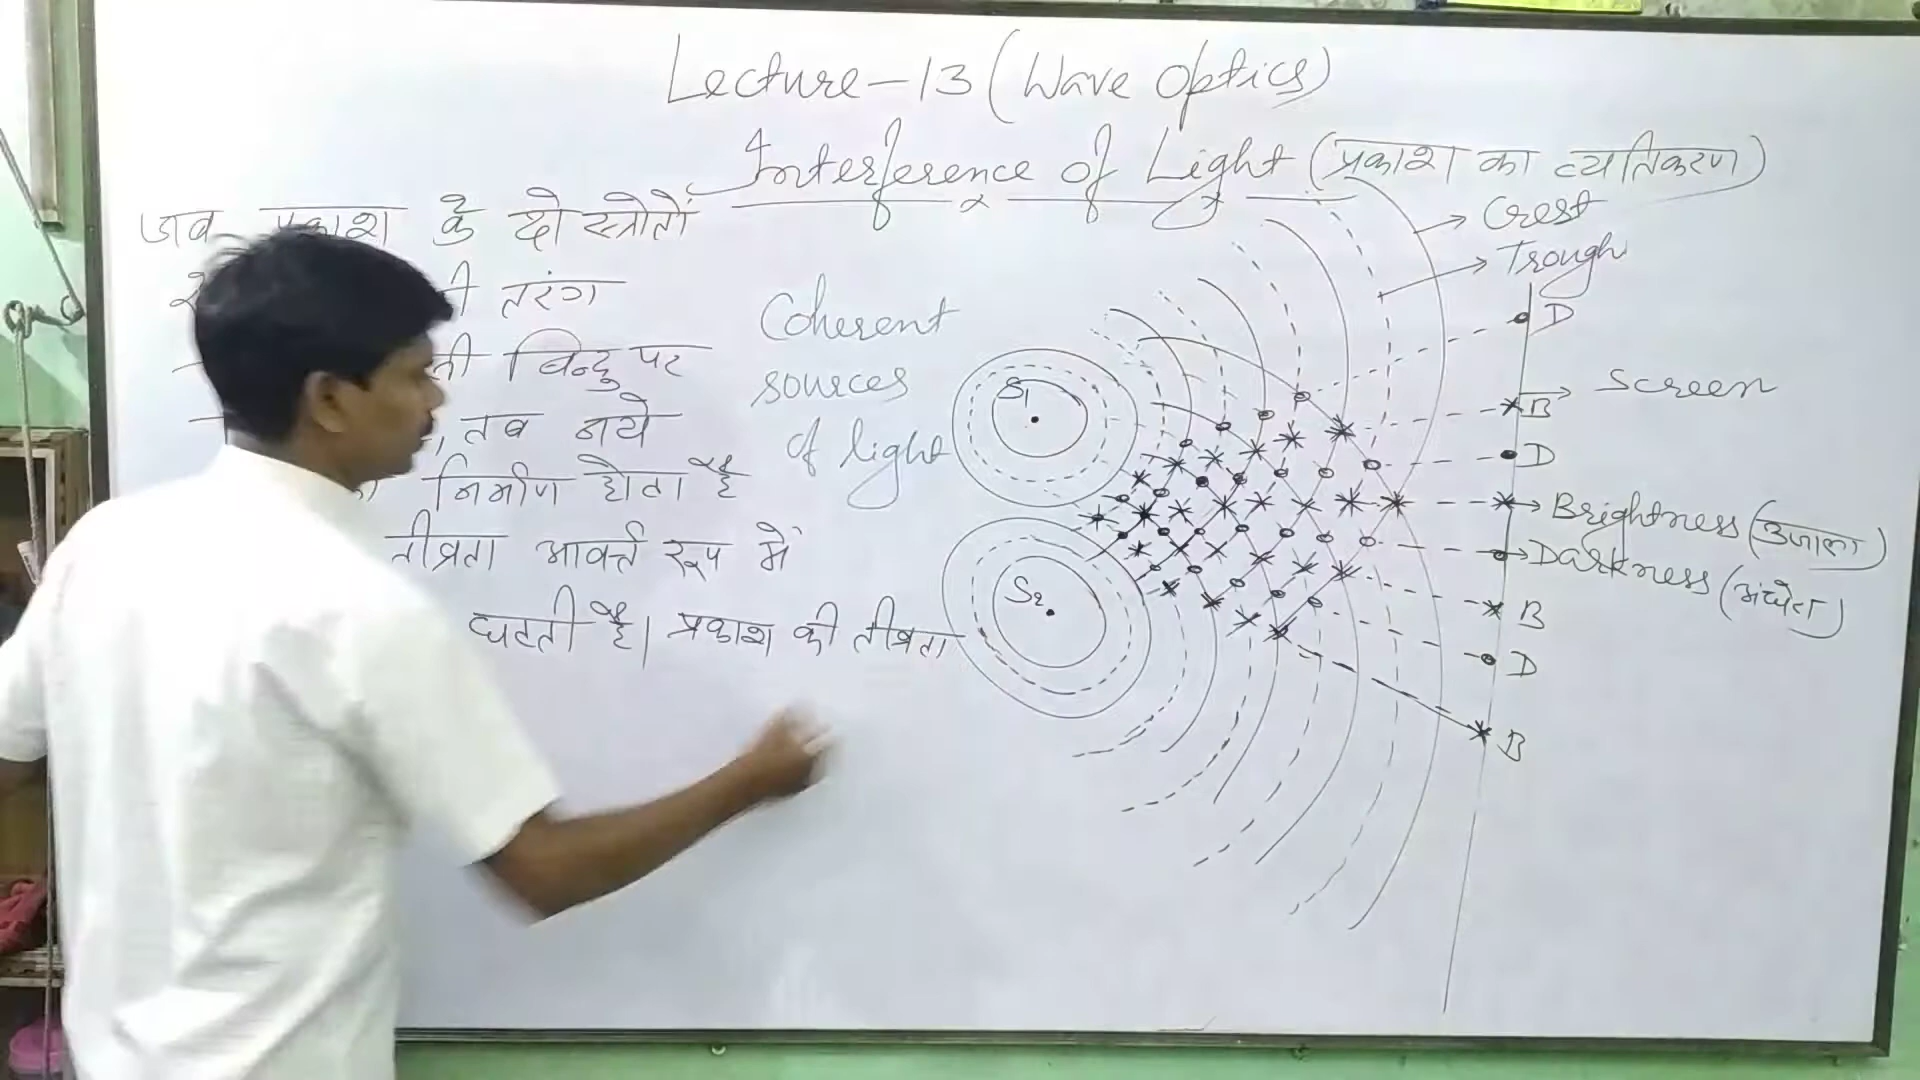 Lecture-13 (Wave Optics)
Interference of Light (प्रकाश का व्यतिकरण)
जब प्रकाश के दो स्त्रोतों
तरंग
बिन्दु पर
, तब नये
निर्माण होता है
तीव्रता आवर्त्त रूप में
घटती है। प्रकाश की तीव्रता
Coherent
sources
of light
S1
S2
Crest
Trough
D
B
Screen
D
Brightness (उजाला)
Darkness (अंधेरा)
B
D
B